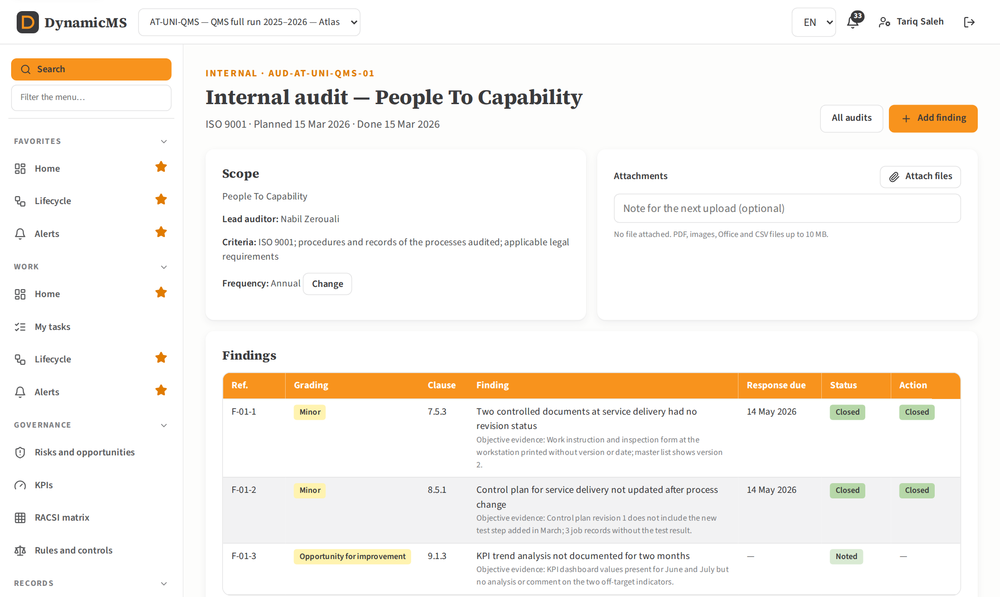 DynamicMS
AT-UNI-QMS — QMS full run 2025–2026 — Atlas
EN
33
Tariq Saleh
Search
Filter the menu…
FAVORITES
Home
Lifecycle
Alerts
WORK
Home
My tasks
Lifecycle
Alerts
GOVERNANCE
Risks and opportunities
KPIs
RACSI matrix
Rules and controls
RECORDS
INTERNAL · AUD-AT-UNI-QMS-01
Internal audit — People To Capability
ISO 9001 · Planned 15 Mar 2026 · Done 15 Mar 2026
All audits
Add finding
Scope
People To Capability
Lead auditor: Nabil Zerouali
Criteria: ISO 9001; procedures and records of the processes audited; applicable legal
requirements
Frequency: Annual Change
Attachments
Attach files
Note for the next upload (optional)
No file attached. PDF, images, Office and CSV files up to 10 MB.
Findings
Ref. Grading Clause Finding Response due Status Action
F-01-1 Minor 7.5.3 Two controlled documents at service delivery had no 14 May 2026 Closed Closed
revision status
Objective evidence: Work instruction and inspection form at the
workstation printed without version or date; master list shows version
2.
F-01-2 Minor 8.5.1 Control plan for service delivery not updated after process 14 May 2026 Closed Closed
change
Objective evidence: Control plan revision 1 does not include the new
test step added in March; 3 job records without the test result.
F-01-3 Opportunity for improvement 9.1.3 KPI trend analysis not documented for two months — Noted —
Objective evidence: KPI dashboard values present for June and July but
no analysis or comment on the two off-target indicators.